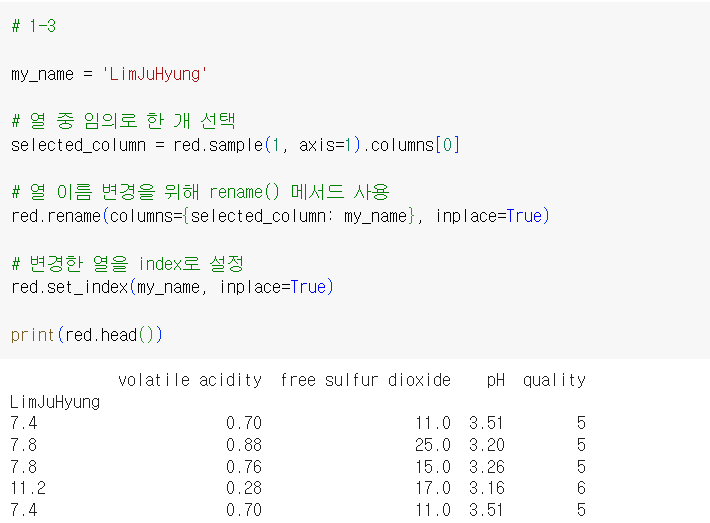 # 1-3
my_name = 'LimJuHyung'
# 열 중 임의로 한 개 선택
selected_column = red.sample(1, axis=1).columns[0]
# 열 이름 변경을 위해 rename() 메서드 사용
red.rename(columns={selected_column: my_name}, inplace=True)
# 변경한 열을 index로 설정
red.set_index(my_name, inplace=True)
print(red.head())
volatile acidity  free sulfur dioxide    pH  quality
LimJuHyung
7.4                     0.70                 11.0  3.51        5
7.8                     0.88                 25.0  3.20        5
7.8                     0.76                 15.0  3.26        5
11.2                    0.28                 17.0  3.16        6
7.4                     0.70                 11.0  3.51        5